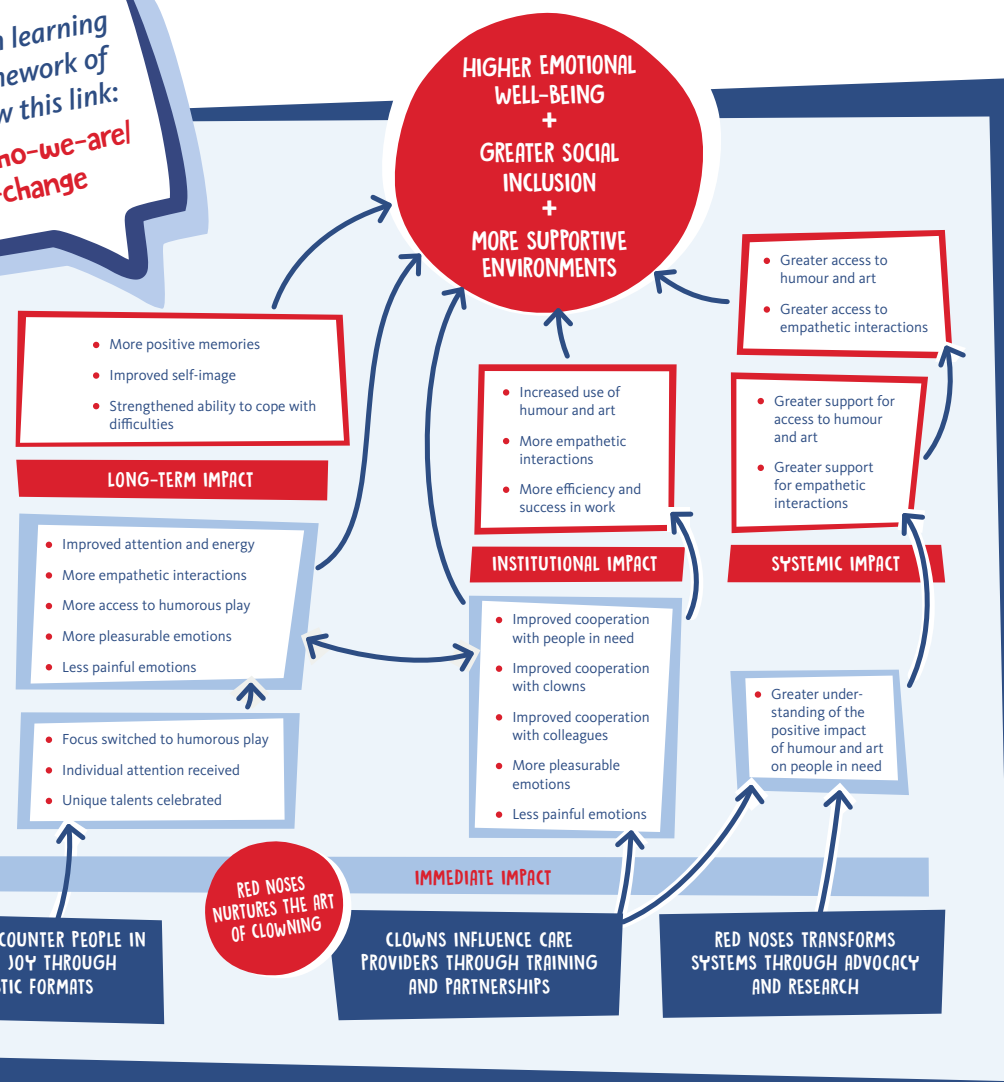 learning
ework of
w this link:
ho-we-are/
-change
HIGHER EMOTIONAL
WELL-BEING
+
GREATER SOCIAL
INCLUSION
+
MORE SUPPORTIVE
ENVIRONMENTS
• More positive memories
• Improved self-image
• Strengthened ability to cope with
difficulties
LONG-TERM IMPACT
• Improved attention and energy
• More empathetic interactions
• More access to humorous play
• More pleasurable emotions
• Less painful emotions
• Focus switched to humorous play
• Individual attention received
• Unique talents celebrated
• Increased use of
humour and art
• More empathetic
interactions
• More efficiency and
success in work
INSTITUTIONAL IMPACT
• Improved cooperation
with people in need
• Improved cooperation
with clowns
• Improved cooperation
with colleagues
• More pleasurable
emotions
• Less painful emotions
• Greater access to
humour and art
• Greater access to
empathetic interactions
• Greater support for
access to humour
and art
• Greater support
for empathetic
interactions
SYSTEMIC IMPACT
• Greater under-
standing of the
positive impact
of humour and art
on people in need
IMMEDIATE IMPACT
RED NOSES
NURTURES THE ART
OF CLOWNING
COUNTER PEOPLE IN
JOY THROUGH
TIC FORMATS
CLOWNS INFLUENCE CARE
PROVIDERS THROUGH TRAINING
AND PARTNERSHIPS
RED NOSES TRANSFORMS
SYSTEMS THROUGH ADVOCACY
AND RESEARCH